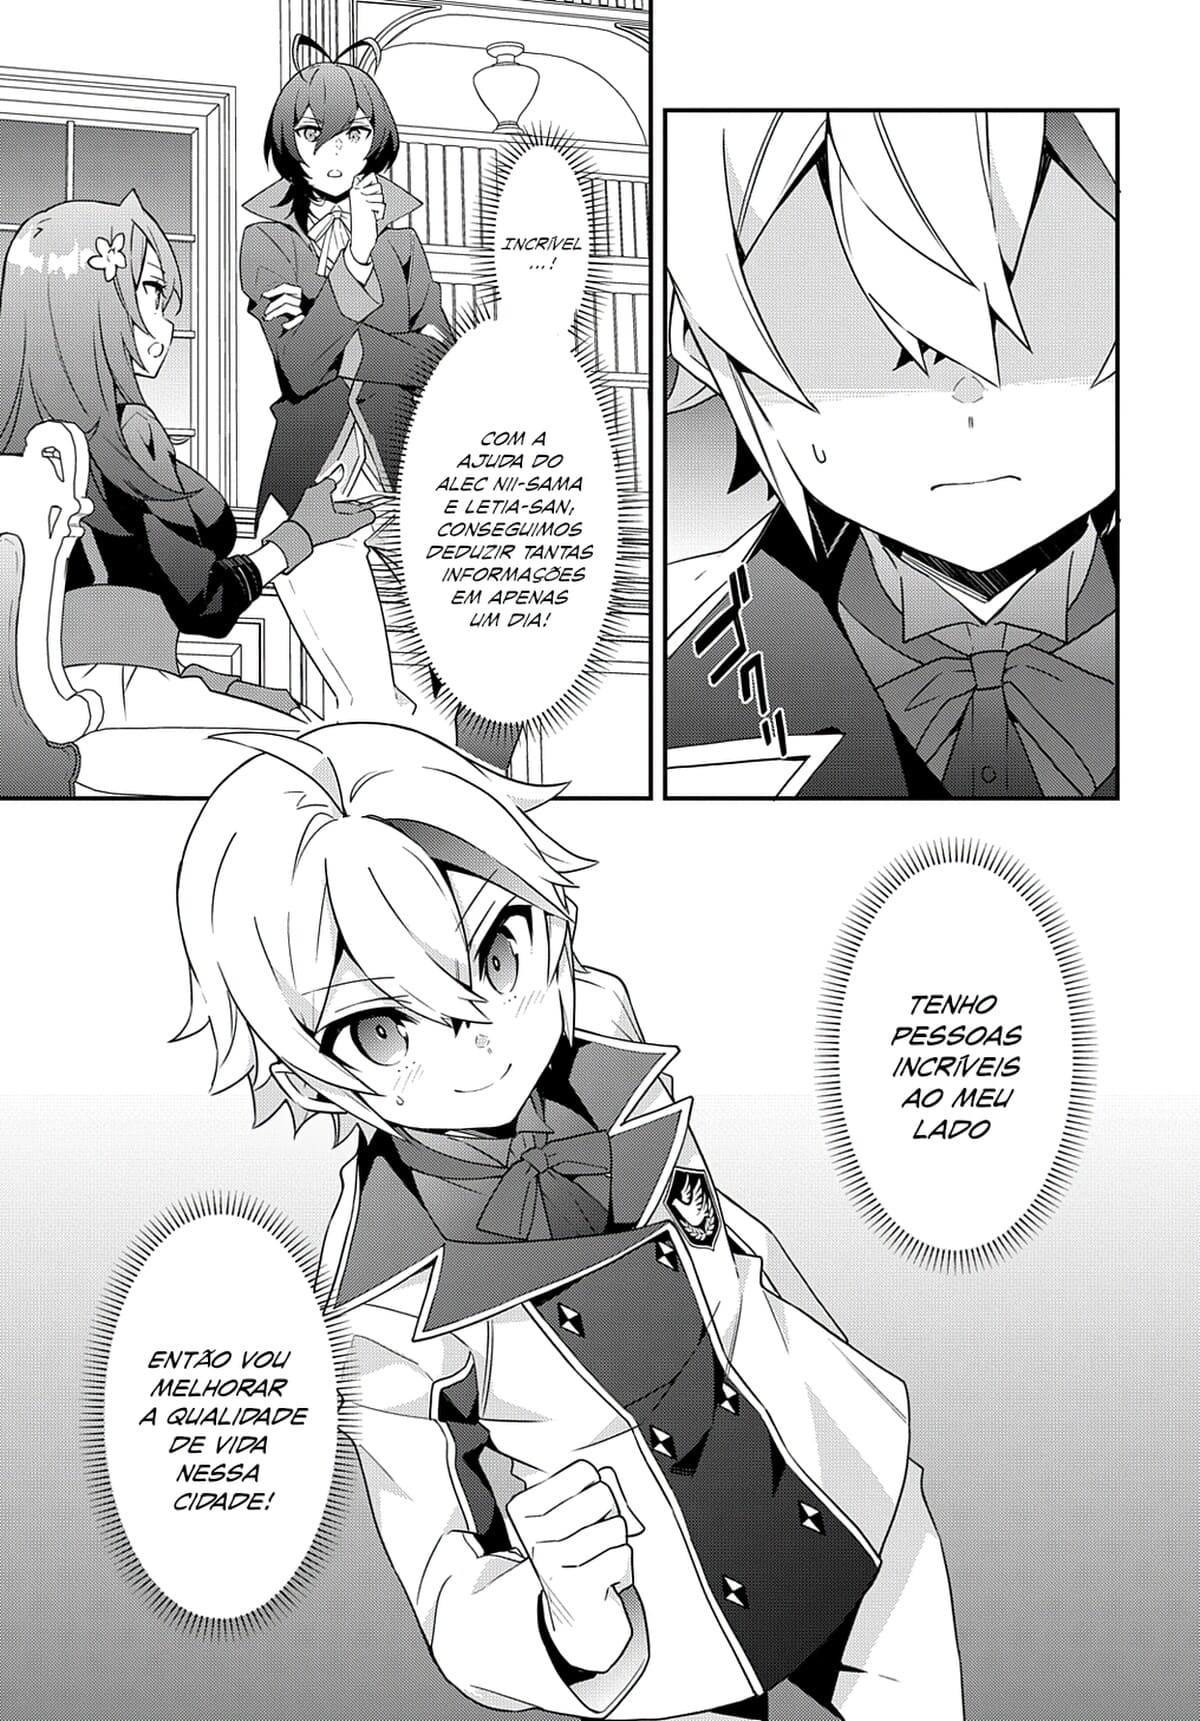 INCRÍVEL
...!
COM A
AJUDA DO
ALEC NII-SAMA
E LETIA-SAN,
CONSEGUIMOS
DEDUZIR TANTAS
INFORMAÇÕES
EM APENAS
UM DIA!
TENHO
PESSOAS
INCRÍVEIS
AO MEU
LADO
ENTÃO VOU
MELHORAR
A QUALIDADE
DE VIDA
NESSA
CIDADE!